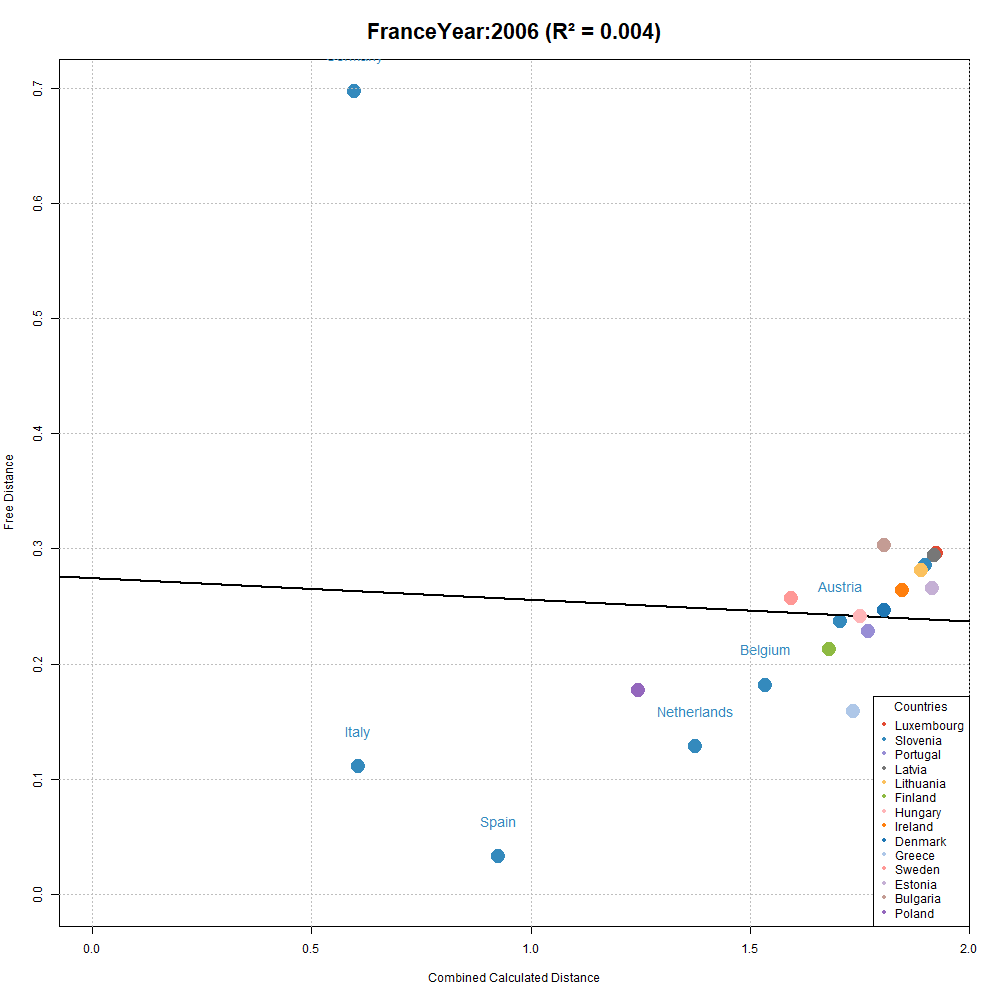 FranceYear:2006 (R² = 0.004)
0.7
0.6
0.5
0.4
0.3
0.2
0.1
0.0
Free Distance
Austria
Belgium
Netherlands
Italy
Spain
Countries
Luxembourg
Slovenia
Portugal
Latvia
Lithuania
Finland
Hungary
Ireland
Denmark
Greece
Sweden
Estonia
Bulgaria
Poland
0.0 0.5 1.0 1.5 2.0
Combined Calculated Distance